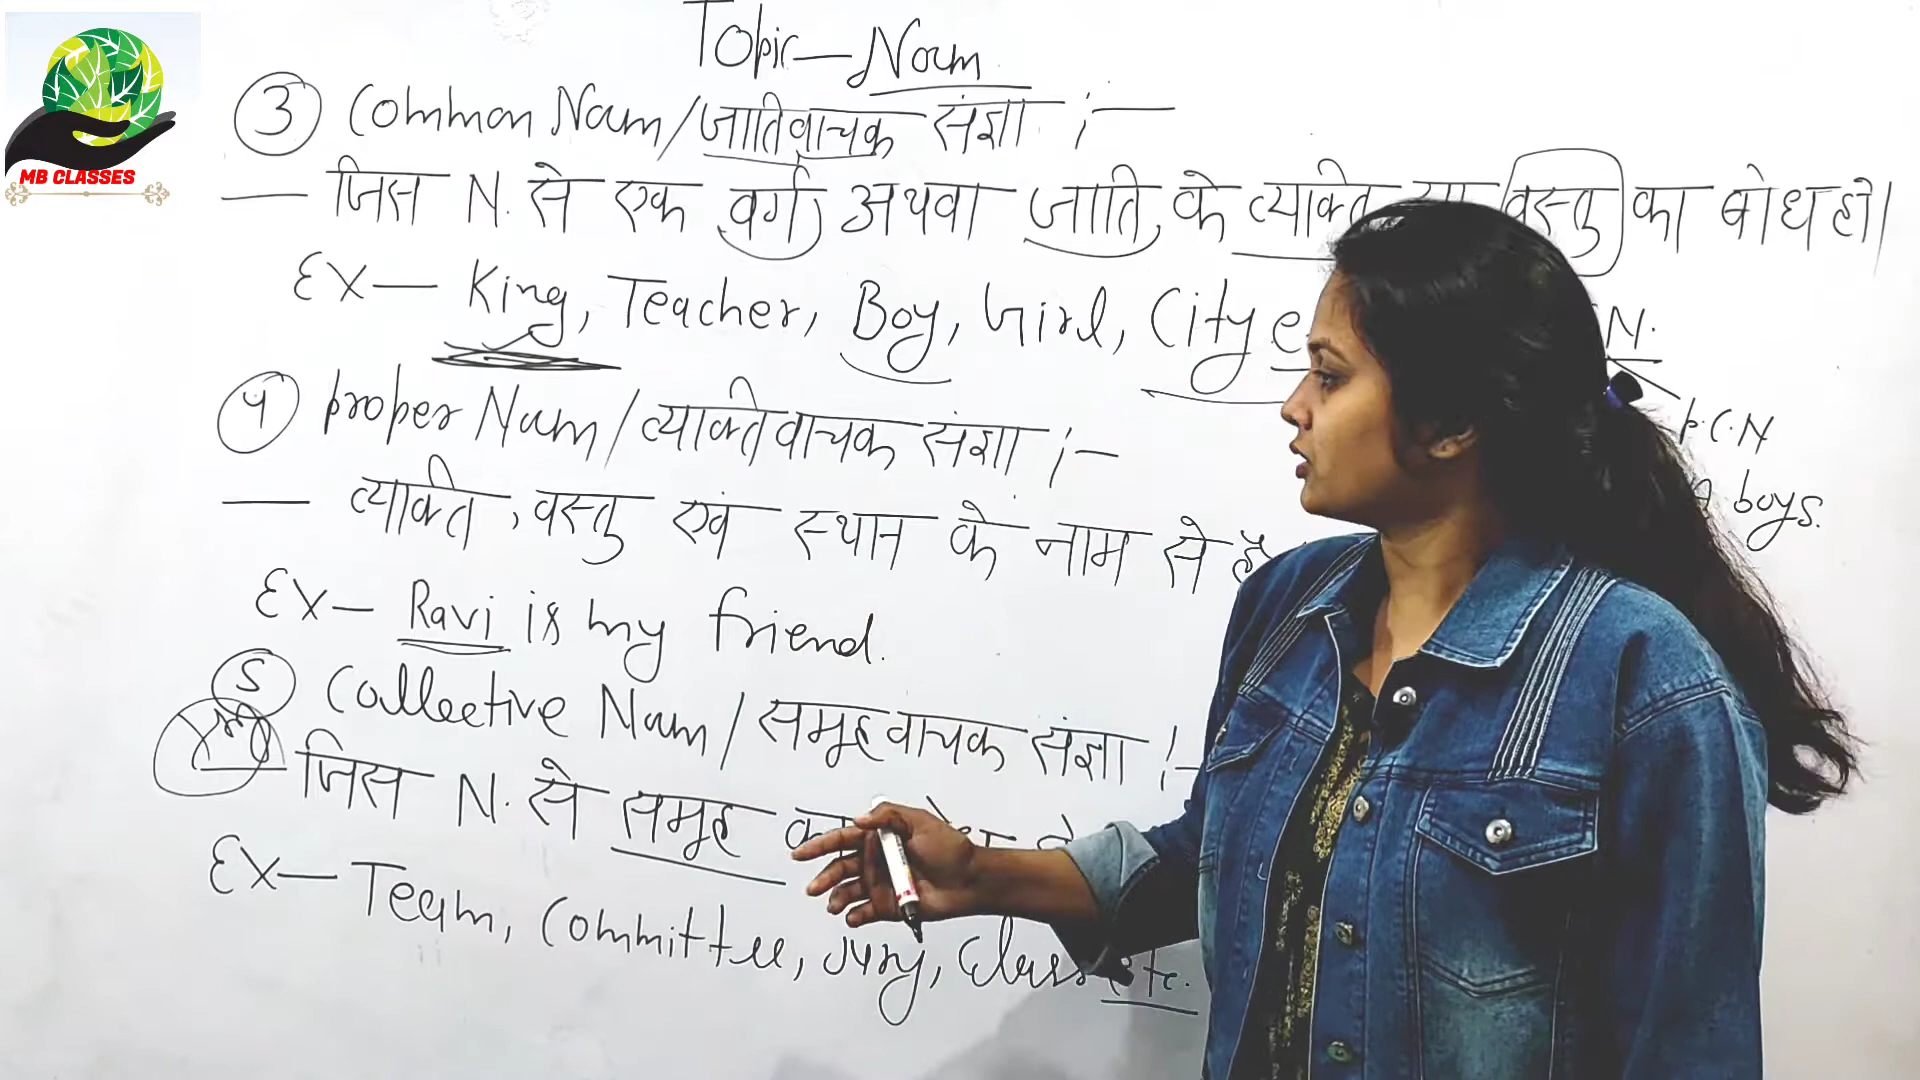 MB CLASSES
Topic - Noun
3 Common Noun / जातिवाचक संज्ञा :-
— जिस N. से एक वर्ग अथवा जाति के व्यक्ति या वस्तु का बोध हो।
EX — King, Teacher, Boy, Girl, City
N.
P.C.N
boys.
4 Proper Noun / व्यक्तिवाचक संज्ञा :-
— व्यक्ति, वस्तु एवं स्थान के नाम से
EX — Ravi is my friend.
5 Collective Noun / समूहवाचक संज्ञा :-
Imp जिस N. से समूह का
EX — Team, Committee, Jury, Class etc.